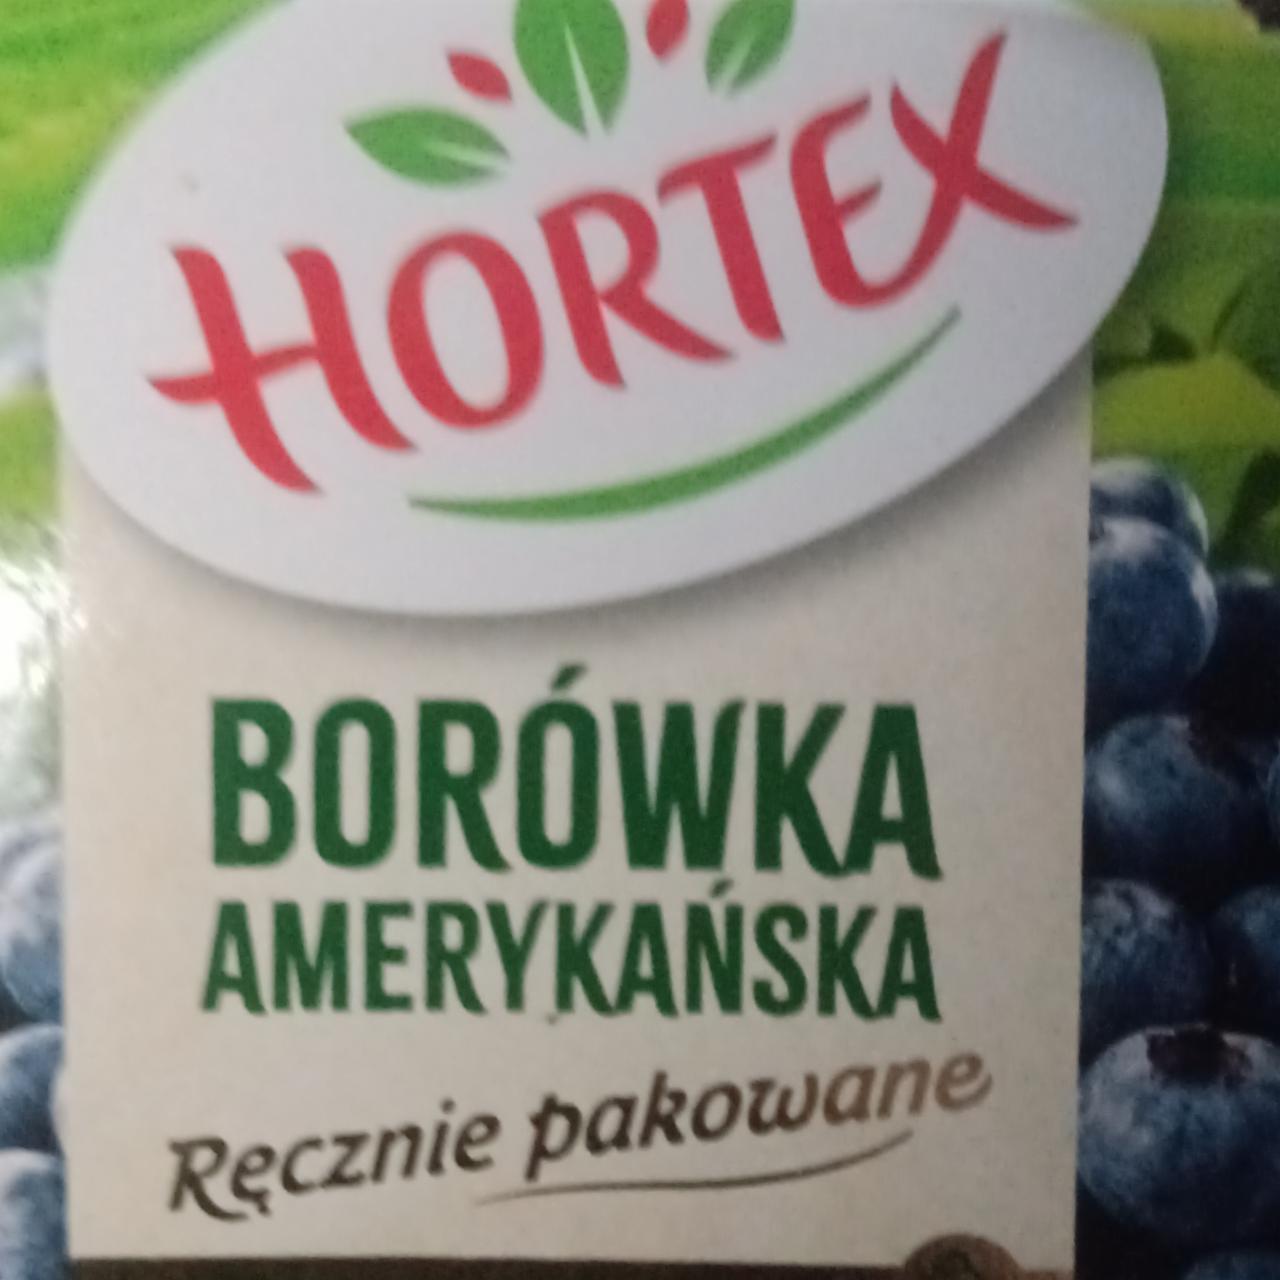 HORTEX
BORÓWKA
AMERYKAŃSKA
Ręcznie pakowane